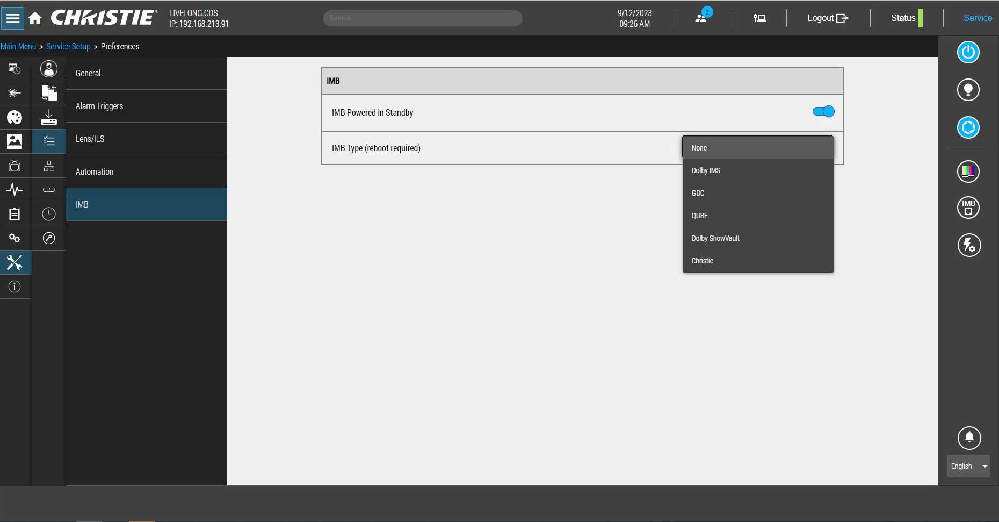 CHRISTIE®
LIVELONG.CDS
IP: 192.168.213.91
Search...
9/12/2023
09:26 AM
2
Logout
Status
Service
Main Menu > Service Setup > Preferences
General
Alarm Triggers
Lens/ILS
Automation
IMB
IMB
IMB Powered in Standby
IMB Type (reboot required)
None
Dolby IMS
GDC
QUBE
Dolby ShowVault
Christie
IMB
English